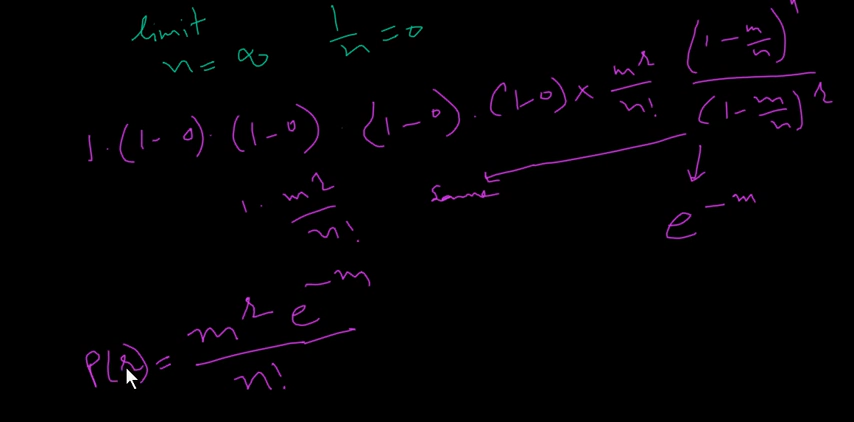 limit
n = ∞   1/n = 0
1 · (1 - 0) · (1 - 0) · (1 - 0) · (1 - 0) × m^r/n! (1 - m/n)^n / (1 - m/n)^r
Same
1 · m^r/n!
e^-m
P(r) = m^r e^-m / n!